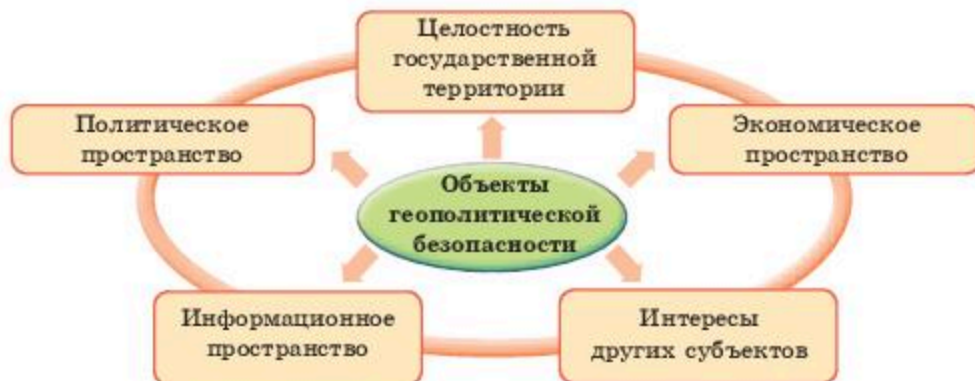 Целостность
государственной
территории
Политическое
пространство
Экономическое
пространство
Объекты
геополитической
безопасности
Информационное
пространство
Интересы
других субъектов